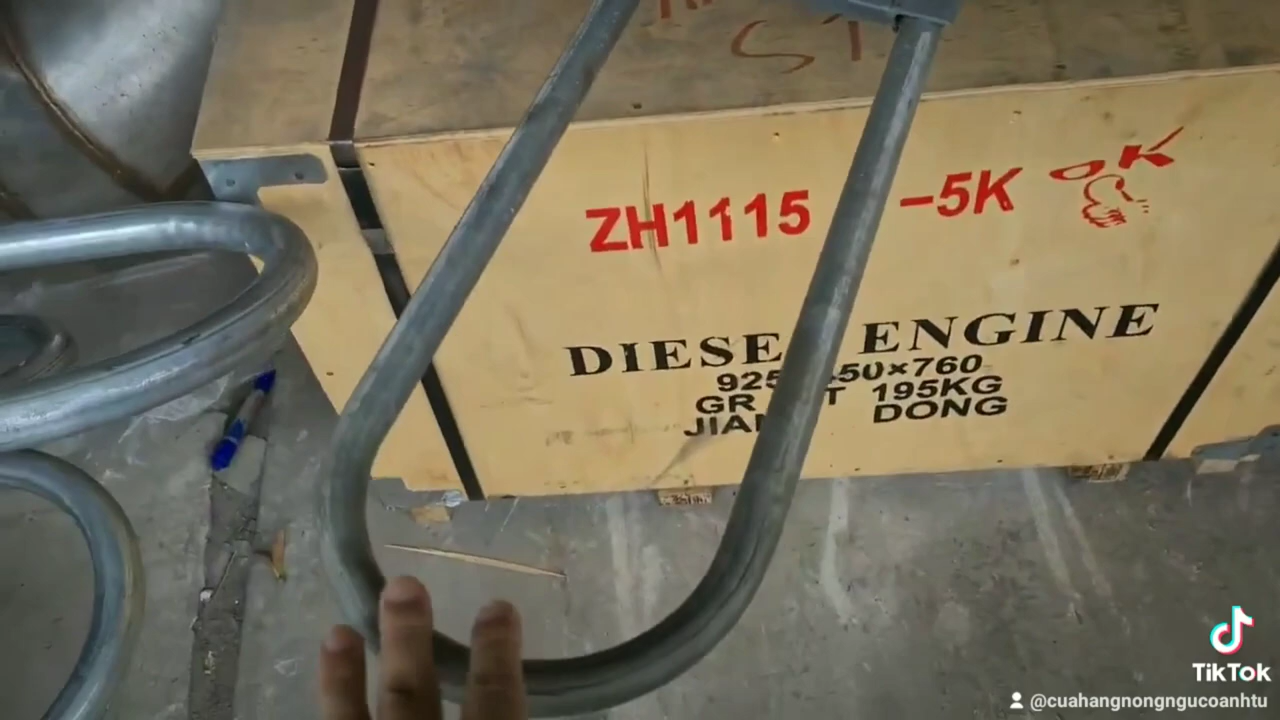 ZH1115 -5K OK
DIESE ENGINE
925 50×760
GR T 195KG
JIAN DONG
TikTok
@cuahangnongngucoanhtu